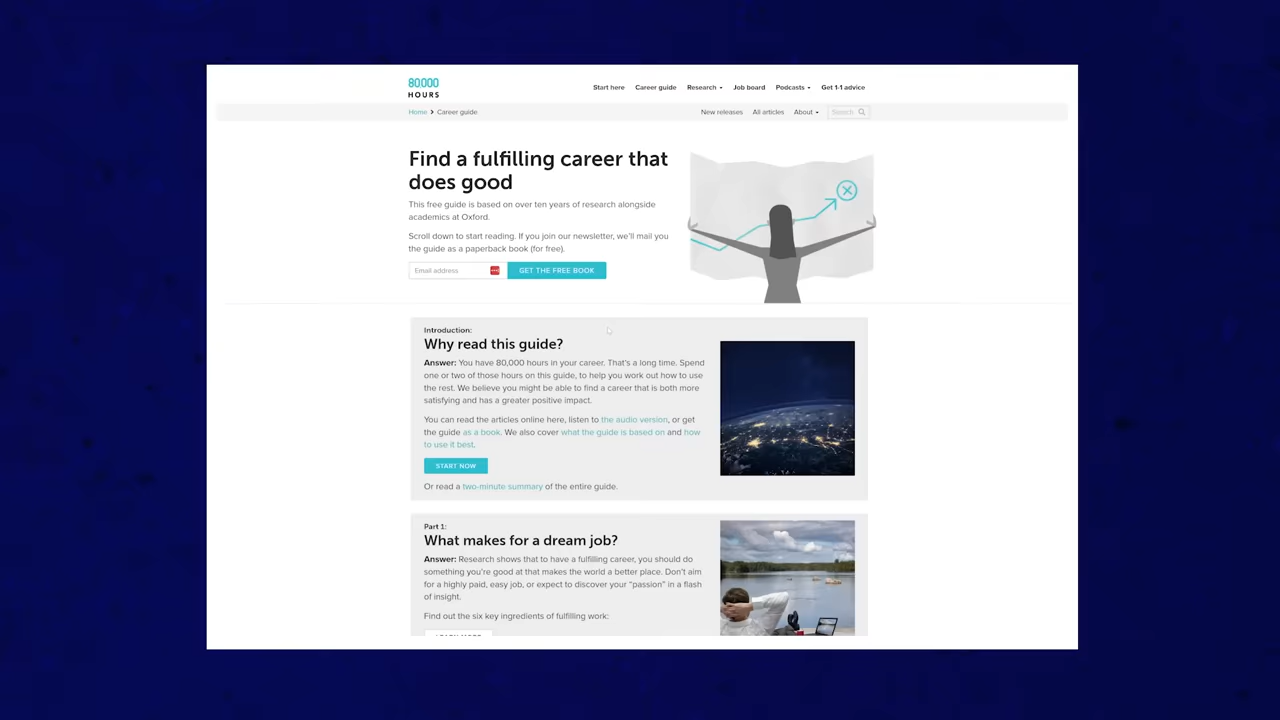 80,000
HOURS
Start here
Career guide
Research
Job board
Podcasts
Get 1-1 advice
Home
Career guide
New releases
All articles
About
Search
Find a fulfilling career that
does good
This free guide is based on over ten years of research alongside
academics at Oxford.
Scroll down to start reading. If you join our newsletter, we'll mail you
the guide as a paperback book (for free).
Email address
GET THE FREE BOOK
Introduction:
Why read this guide?
Answer: You have 80,000 hours in your career. That's a long time. Spend
one or two of those hours on this guide, to help you work out how to use
the rest. We believe you might be able to find a career that is both more
satisfying and has a greater positive impact.
You can read the articles online here, listen to the audio version, or get
the guide as a book. We also cover what the guide is based on and how
to use it best.
START NOW
Or read a two-minute summary of the entire guide.
Part 1:
What makes for a dream job?
Answer: Research shows that to have a fulfilling career, you should do
something you're good at that makes the world a better place. Don't aim
for a highly paid, easy job, or expect to discover your "passion" in a flash
of insight.
Find out the six key ingredients of fulfilling work: